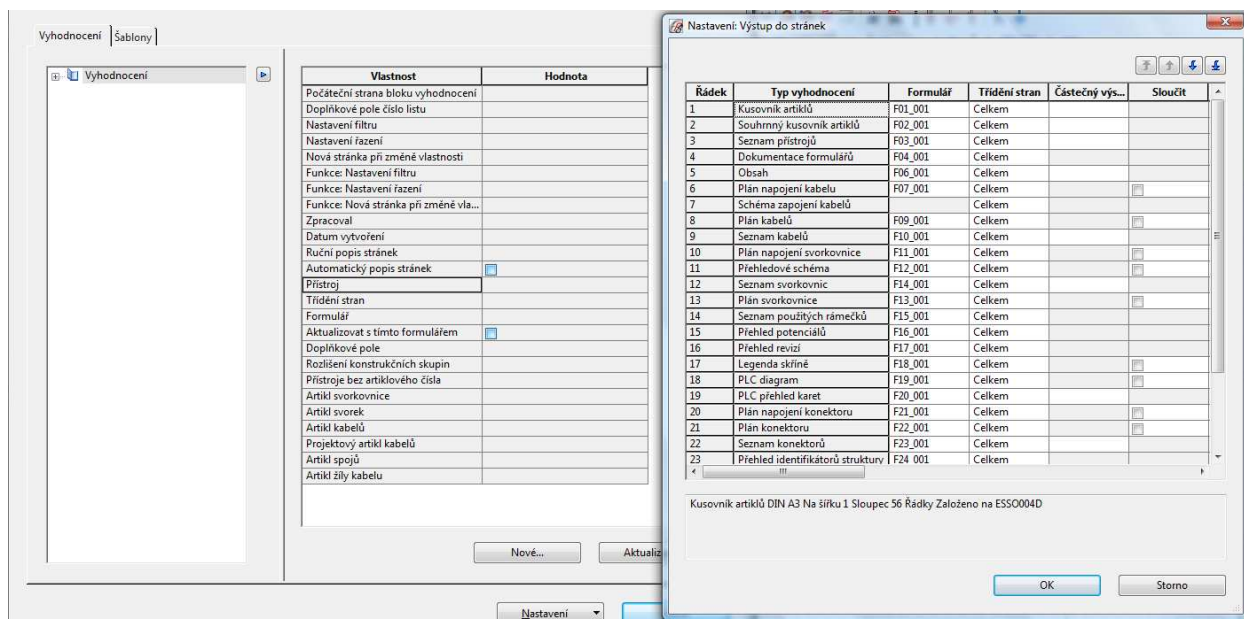 Vyhodnocení Šablony
Vyhodnocení
Vlastnost Hodnota
Počáteční strana bloku vyhodnocení
Doplňkové pole číslo listu
Nastavení filtru
Nastavení řazení
Nová stránka při změně vlastnosti
Funkce: Nastavení filtru
Funkce: Nastavení řazení
Funkce: Nová stránka při změně vla...
Zpracoval
Datum vytvoření
Ruční popis stránek
Automatický popis stránek
Přístroj
Třídění stran
Formulář
Aktualizovat s tímto formulářem
Doplňkové pole
Rozlišení konstrukčních skupin
Přístroje bez artiklového čísla
Artikl svorkovnice
Artikl svorek
Artikl kabelů
Projektový artikl kabelů
Artikl spojů
Artikl žíly kabelu
Nové... Aktualiz
Nastavení
Nastavení: Výstup do stránek
Řádek Typ vyhodnocení Formulář Třídění stran Částečný výs... Sloučit
1 Kusovník artiklů F01_001 Celkem
2 Souhrnný kusovník artiklů F02_001 Celkem
3 Seznam přístrojů F03_001 Celkem
4 Dokumentace formulářů F04_001 Celkem
5 Obsah F06_001 Celkem
6 Plán napojení kabelu F07_001 Celkem
7 Schéma zapojení kabelů Celkem
8 Plán kabelů F09_001 Celkem
9 Seznam kabelů F10_001 Celkem
10 Plán napojení svorkovnice F11_001 Celkem
11 Přehledové schéma F12_001 Celkem
12 Seznam svorkovnic F14_001 Celkem
13 Plán svorkovnice F13_001 Celkem
14 Seznam použitých rámečků F15_001 Celkem
15 Přehled potenciálů F16_001 Celkem
16 Přehled revizí F17_001 Celkem
17 Legenda skříně F18_001 Celkem
18 PLC diagram F19_001 Celkem
19 PLC přehled karet F20_001 Celkem
20 Plán napojení konektoru F21_001 Celkem
21 Plán konektoru F22_001 Celkem
22 Seznam konektorů F23_001 Celkem
23 Přehled identifikátorů struktury F24_001 Celkem
Kusovník artiklů DIN A3 Na šířku 1 Sloupec 56 Řádky Založeno na ESSO004D
OK Storno